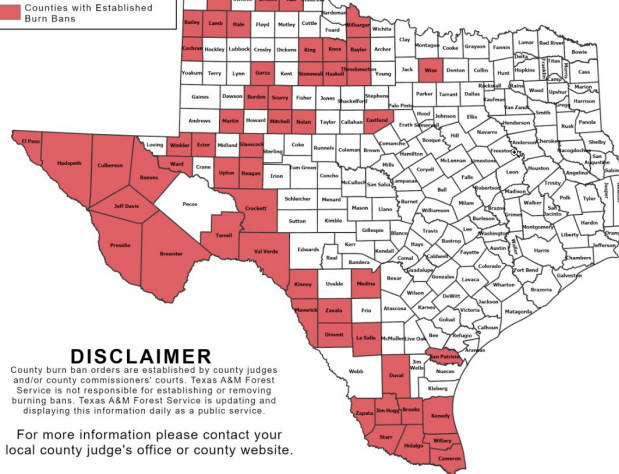 Counties with Established
Burn Bans
Hardeman
Bailey Lamb Hale Floyd Motley Cottle Foard Wilbarger Wichita
Clay Montague Cooke Grayson Fannin Lamar Red River Bowie
Delta
Cochran Hockley Lubbock Crosby Dickens King Knox Baylor Archer
Jack Wise Denton Collin Hunt Hopkins Franklin Titus Morris Cass
Camp
Yoakum Terry Lynn Garza Kent Stonewall Haskell Throckmorton Young
Rockwall Rains Wood Upshur Marion
Parker Tarrant Dallas Kaufman Van Zandt Gregg Harrison
Gaines Dawson Borden Scurry Fisher Jones Shackelford Stephens Palo Pinto
Hood Johnson Ellis Henderson Smith Rusk Panola
Andrews Martin Howard Mitchell Nolan Taylor Callahan Eastland Erath Somervell
Bosque Hill Navarro Anderson Cherokee Shelby
El Paso
Loving Winkler Ector Midland Glasscock Sterling Coke Runnels Coleman Brown Comanche
Hamilton McLennan Limestone Freestone Nacogdoches San Augustine Sabine
Hudspeth Culberson Reeves Ward Crane Upton Reagan Irion Tom Green Concho
Mills Coryell Falls Leon Houston Trinity Angelina
McCulloch San Saba Lampasas Bell Robertson Madison Polk Tyler
Jeff Davis Pecos Crockett Schleicher Menard Mason Llano Burnet
Williamson Milam Brazos Grimes Walker San Jacinto
Burleson
Presidio Brewster Terrell Sutton Kimble Gillespie Blanco Travis
Lee Washington Montgomery Liberty Hardin Orange
Val Verde Edwards Kerr Real Bandera Kendall Hays Comal
Bastrop Caldwell Fayette Austin Waller Harris Chambers Jefferson
Guadalupe Gonzales Colorado Fort Bend Galveston
Kinney Uvalde Medina Bexar Wilson Lavaca Wharton Brazoria
DeWitt Jackson Matagorda
Maverick Zavala Frio Atascosa Karnes Goliad Victoria Calhoun
Dimmit La Salle McMullen Live Oak Bee Refugio Aransas
San Patricio
Webb Duval Jim Wells Nueces
Kleberg
Zapata Jim Hogg Brooks Kenedy
Starr Hidalgo Willacy
Cameron
DISCLAIMER
County burn ban orders are established by county judges
and/or county commissioners' courts. Texas A&M Forest
Service is not responsible for establishing or removing
burning bans. Texas A&M Forest Service is updating and
displaying this information daily as a public service.
For more information please contact your
local county judge's office or county website.